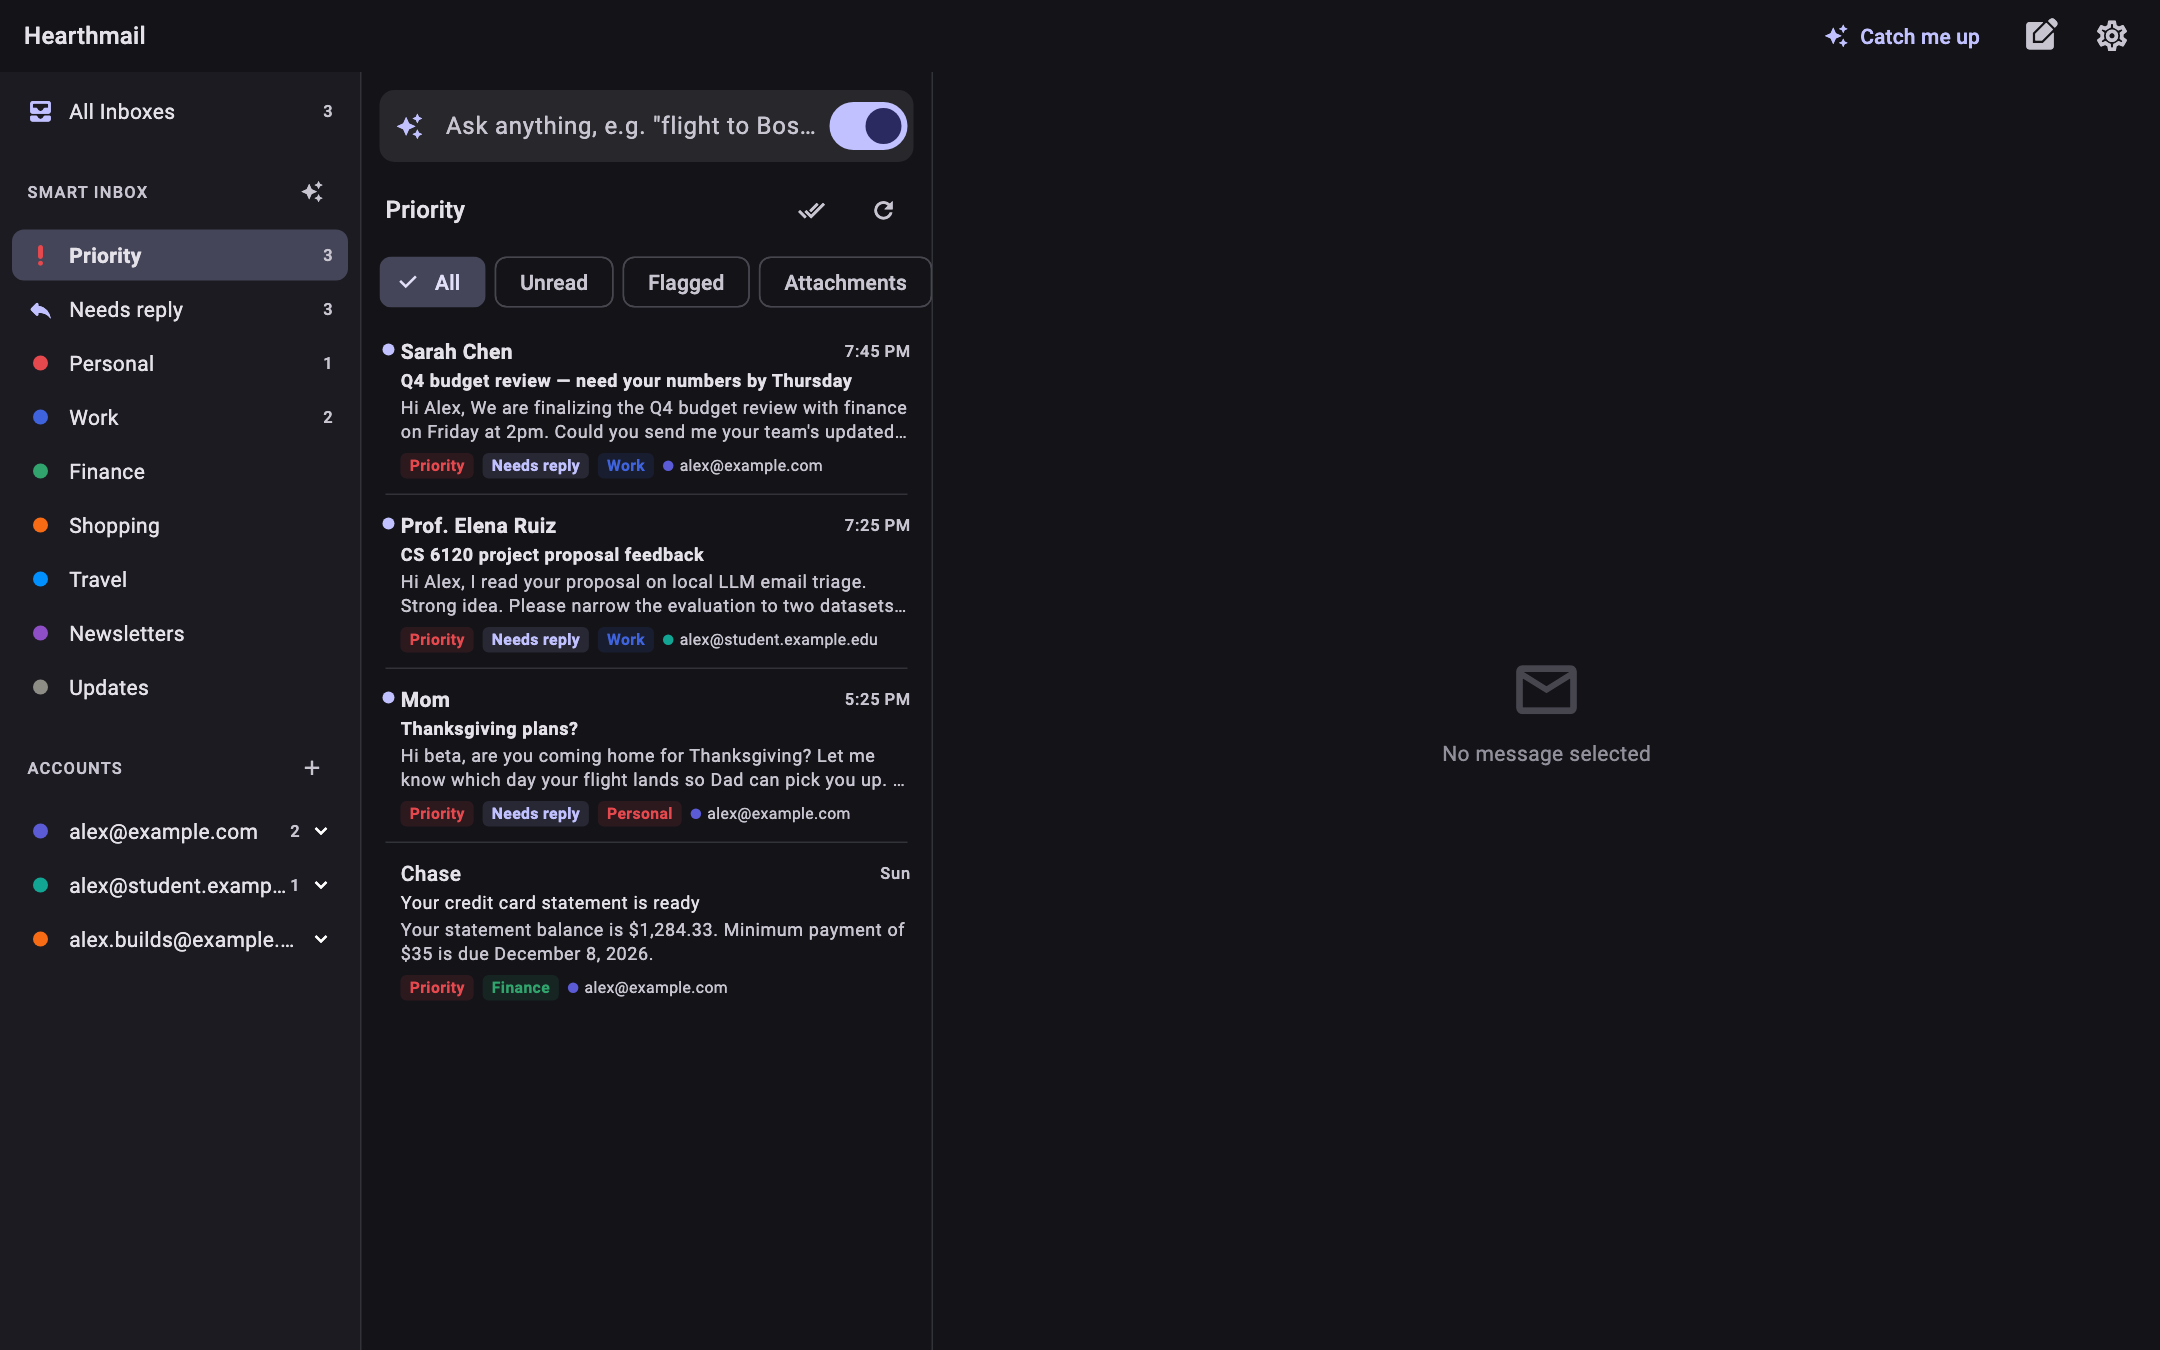 Hearthmail
Catch me up
All Inboxes 3
SMART INBOX
Priority 3
Needs reply 3
Personal 1
Work 2
Finance
Shopping
Travel
Newsletters
Updates
ACCOUNTS
alex@example.com 2
alex@student.examp... 1
alex.builds@example....
Ask anything, e.g. "flight to Bos...
Priority
All Unread Flagged Attachments
Sarah Chen 7:45 PM
Q4 budget review — need your numbers by Thursday
Hi Alex, We are finalizing the Q4 budget review with finance
on Friday at 2pm. Could you send me your team's updated...
Priority Needs reply Work alex@example.com
Prof. Elena Ruiz 7:25 PM
CS 6120 project proposal feedback
Hi Alex, I read your proposal on local LLM email triage.
Strong idea. Please narrow the evaluation to two datasets...
Priority Needs reply Work alex@student.example.edu
Mom 5:25 PM
Thanksgiving plans?
Hi beta, are you coming home for Thanksgiving? Let me
know which day your flight lands so Dad can pick you up. ...
Priority Needs reply Personal alex@example.com
Chase Sun
Your credit card statement is ready
Your statement balance is $1,284.33. Minimum payment of
$35 is due December 8, 2026.
Priority Finance alex@example.com
No message selected